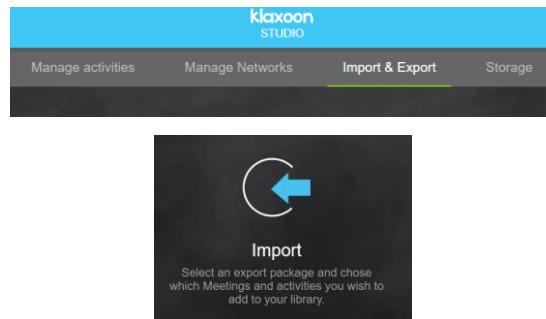 klaxoon
STUDIO
Manage activities Manage Networks Import & Export Storage
Import
Select an export package and chose
which Meetings and activities you wish to
add to your library.